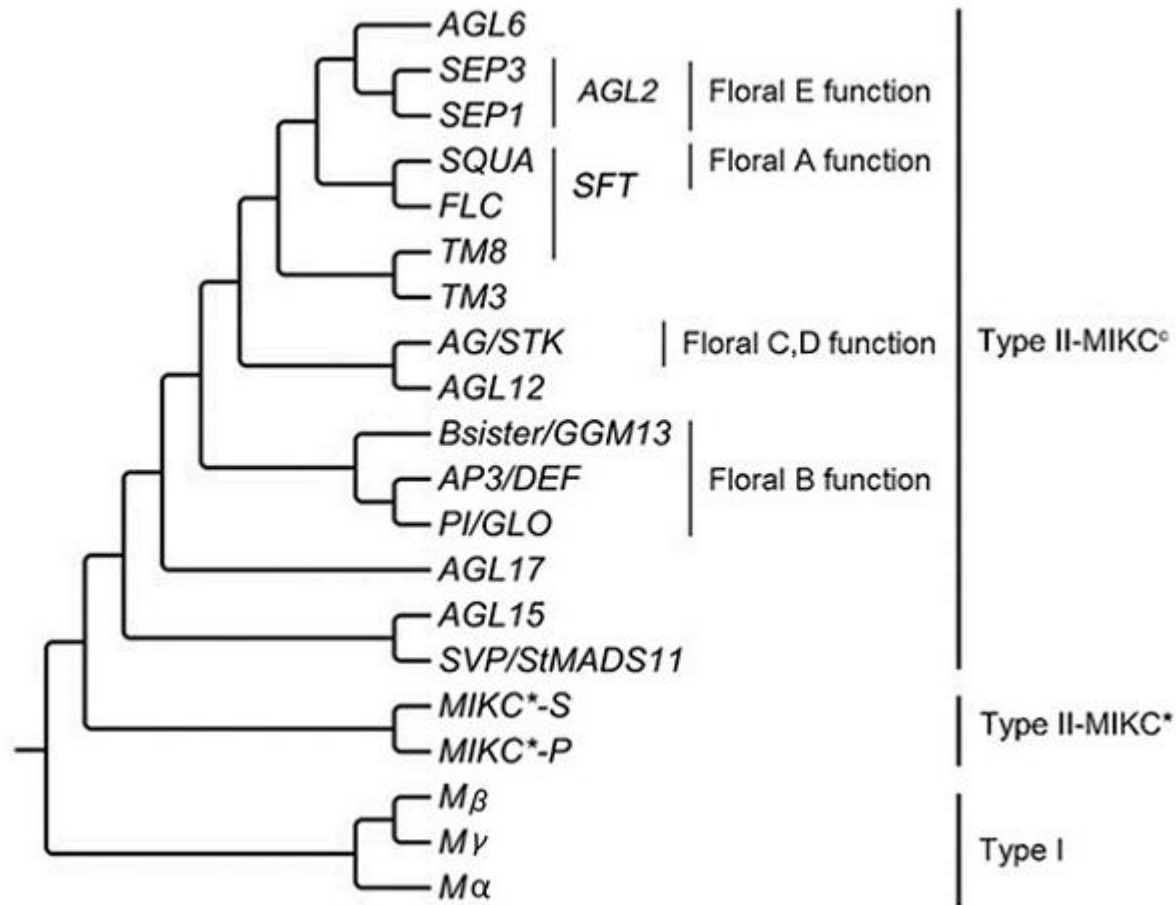 AGL6
SEP3
SEP1
AGL2
Floral E function
SQUA
FLC
SFT
Floral A function
TM8
TM3
AG/STK
Floral C,D function
Type II-MIKCᶜ
AGL12
Bsister/GGM13
AP3/DEF
Floral B function
PI/GLO
AGL17
AGL15
SVP/StMADS11
MIKC*-S
MIKC*-P
Type II-MIKC*
Mβ
Mγ
Mα
Type I